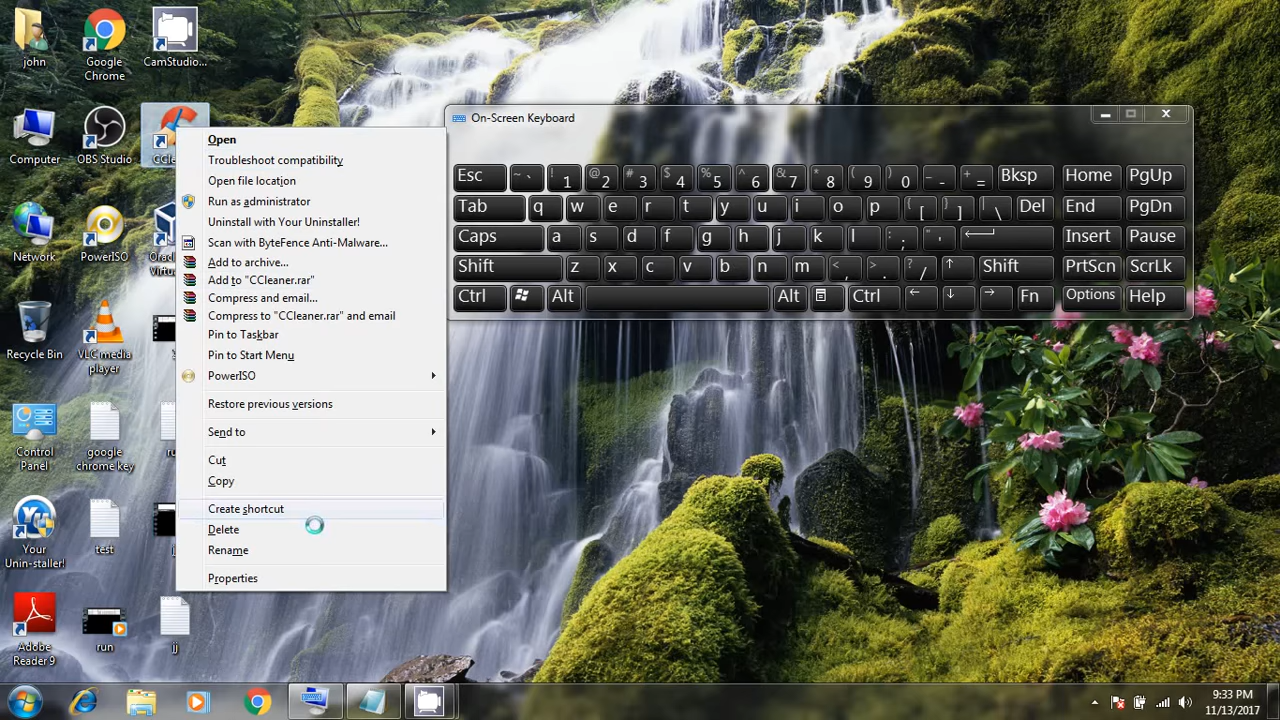 john
Google
Chrome
CamStudio...
Computer
OBS Studio
Network
PowerISO
Recycle Bin
VLC media
player
Control
Panel
google
chrome key
Your
Unin-staller!
test
Adobe
Reader 9
run
jj
Open
Troubleshoot compatibility
Open file location
Run as administrator
Uninstall with Your Uninstaller!
Scan with ByteFence Anti-Malware...
Add to archive...
Add to "CCleaner.rar"
Compress and email...
Compress to "CCleaner.rar" and email
Pin to Taskbar
Pin to Start Menu
PowerISO
Restore previous versions
Send to
Cut
Copy
Create shortcut
Delete
Rename
Properties
On-Screen Keyboard
Esc ~ ` ! 1 @ 2 # 3 $ 4 % 5 ^ 6 & 7 * 8 ( 9 ) 0 _ - + = Bksp Home PgUp
Tab q w e r t y u i o p { [ } ] | \ Del End PgDn
Caps a s d f g h j k l : ; " ' Insert Pause
Shift z x c v b n m < , > . ? / ↑ Shift PrtScn ScrLk
Ctrl Alt Alt Ctrl ← ↓ → Fn Options Help
9:33 PM
11/13/2017